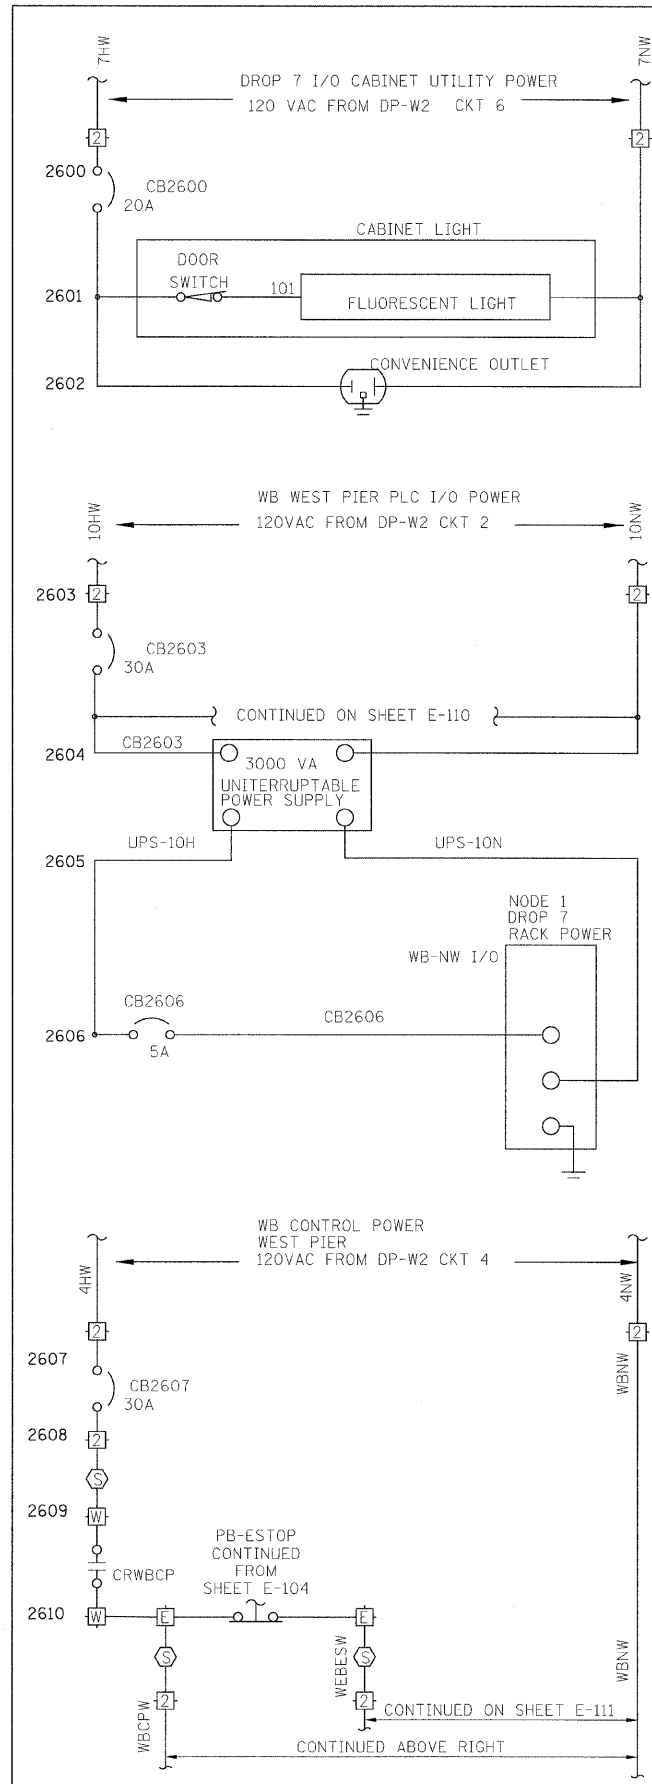 7HW
7NW
DROP 7 I/O CABINET UTILITY POWER
120 VAC FROM DP-W2 CKT 6
2
2
2600
CB2600
20A
CABINET LIGHT
DOOR
SWITCH
2601
101
FLUORESCENT LIGHT
CONVENIENCE OUTLET
2602
10HW
10NW
WB WEST PIER PLC I/O POWER
120VAC FROM DP-W2 CKT 2
2603
2
2
CB2603
30A
CONTINUED ON SHEET E-110
2604
CB2603
3000 VA
UNITERRUPTABLE
POWER SUPPLY
2605
UPS-10H
UPS-10N
NODE 1
DROP 7
RACK POWER
WB-NW I/O
CB2606
CB2606
2606
5A
WB CONTROL POWER
WEST PIER
120VAC FROM DP-W2 CKT 4
4HW
4NW
2
2
2607
CB2607
30A
WBNW
2608
2
S
2609
W
PB-ESTOP
CONTINUED
FROM
SHEET E-104
CRWBCP
2610
W
E
E
S
S
WEBESW
WBNW
2
2
WBCPW
CONTINUED ON SHEET E-111
CONTINUED ABOVE RIGHT